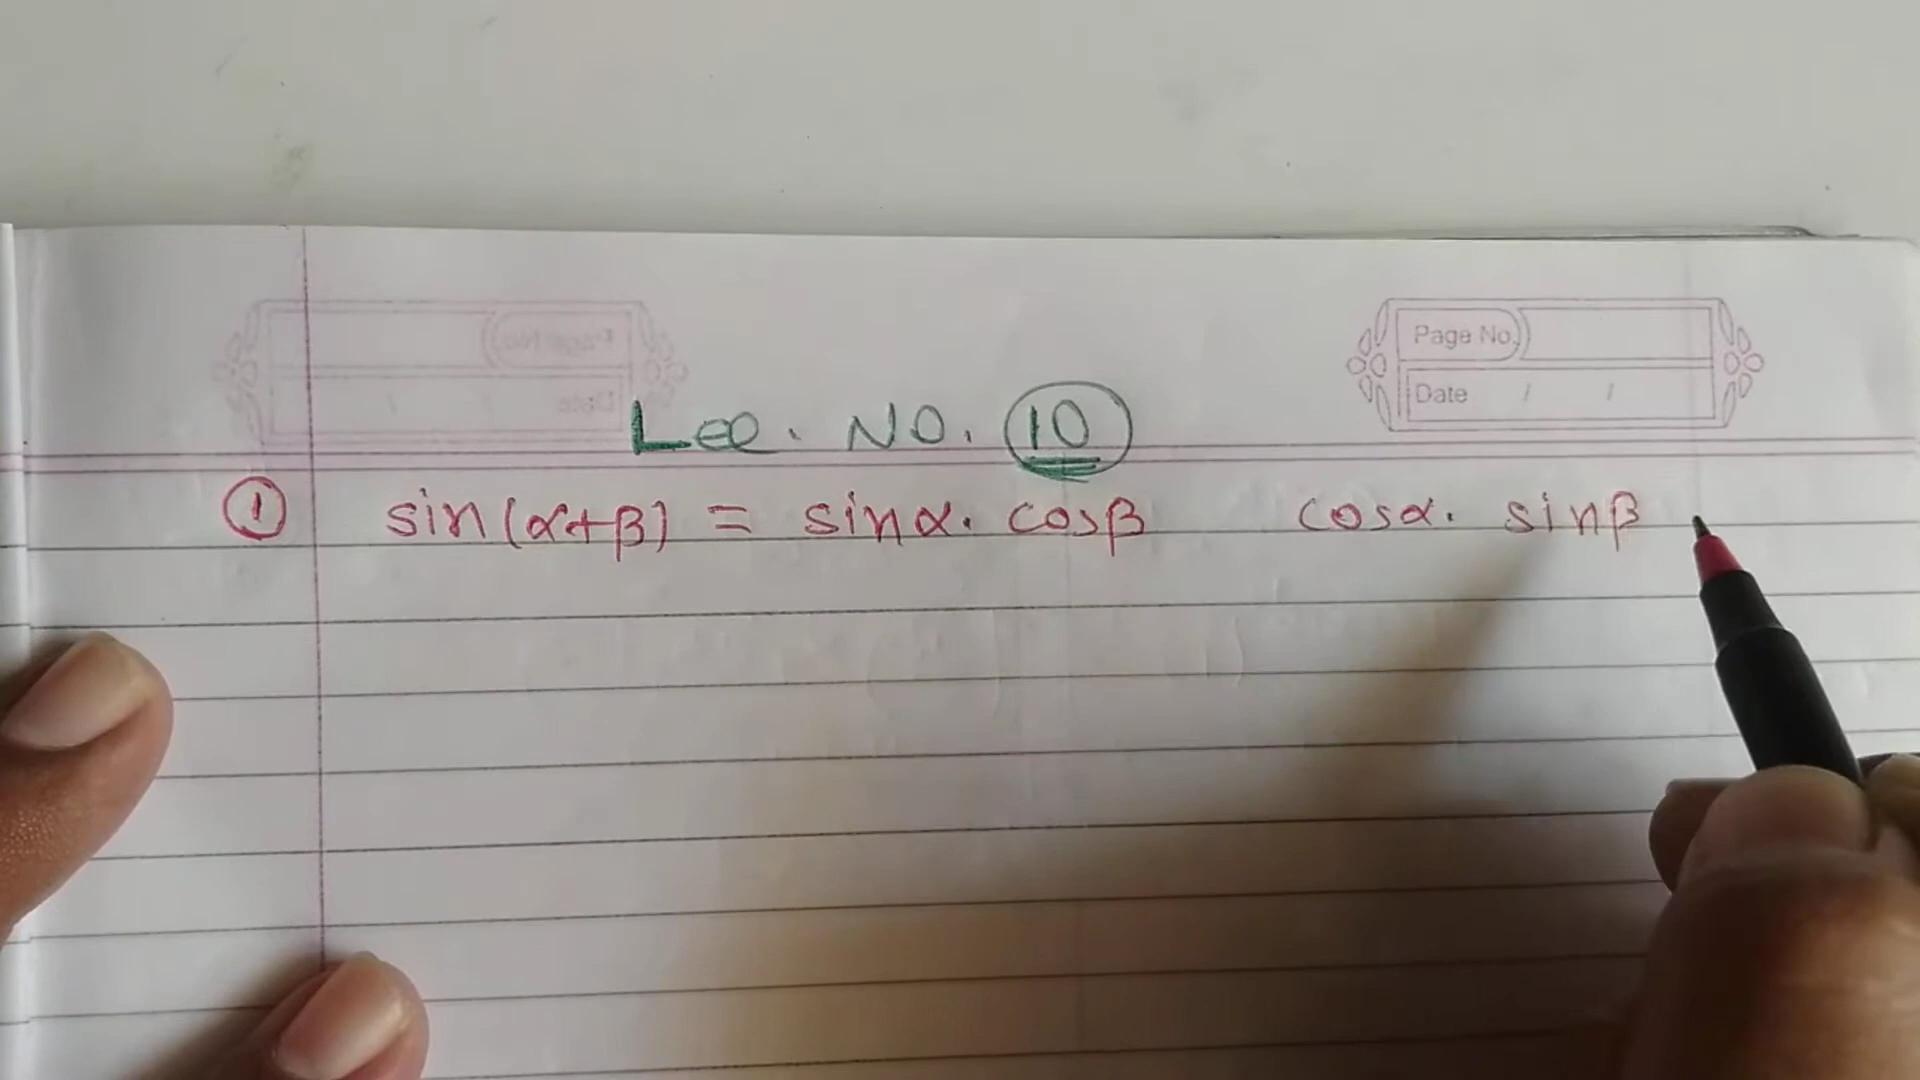 Page No.
Date / /
Lec. No. 10
① sin(α+β) = sinα. cosβ cosα. sinβ